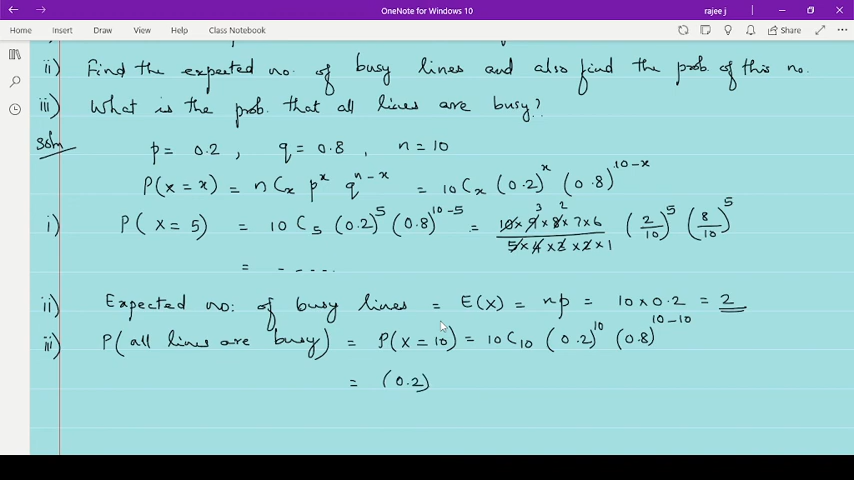 OneNote for Windows 10
rajee j
Home Insert Draw View Help Class Notebook Share
ii) Find the expected no. of busy lines and also find the prob. of this no.
iii) What is the prob. that all lines are busy?
Soln
p = 0.2 , q = 0.8 , n = 10
P(x = x) = nCx p^x q^(n-x) = 10Cx (0.2)^x (0.8)^(10-x)
i) P( x = 5) = 10C5 (0.2)^5 (0.8)^(10-5) = (10×9×8×7×6)/(5×4×3×2×1) 3 2 (2/10)^5 (8/10)^5
= - ....
ii) Expected no: of busy lines = E(X) = np = 10 x 0.2 = 2
iii) P(all lines are busy) = P(X = 10) = 10C10 (0.2)^10 (0.8)^(10-10)
= (0.2)